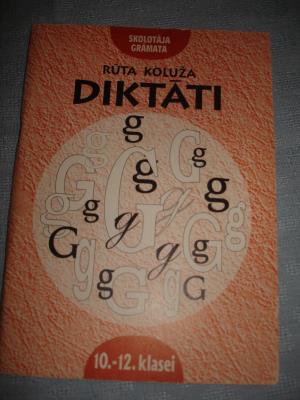 SKOLOTĀJA
GRĀMATA
RŪTA KOLUŽA
DIKTĀTI
g
g G G
G g g
g G g g
G g g
g g g
g G
10.-12. klasei